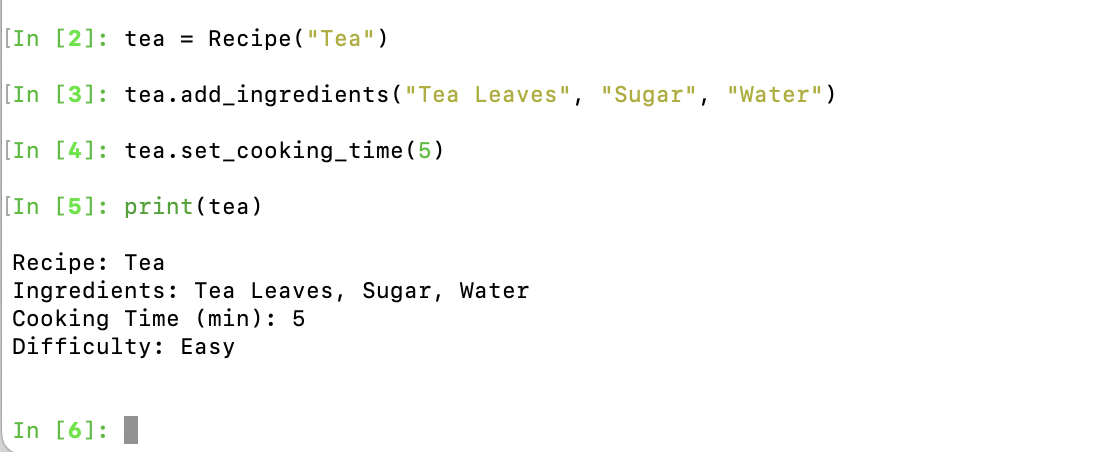 [In [2]: tea = Recipe("Tea")
[In [3]: tea.add_ingredients("Tea Leaves", "Sugar", "Water")
[In [4]: tea.set_cooking_time(5)
[In [5]: print(tea)
Recipe: Tea
Ingredients: Tea Leaves, Sugar, Water
Cooking Time (min): 5
Difficulty: Easy
In [6]: